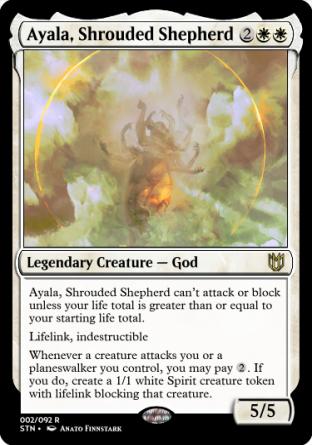 Ayala, Shrouded Shepherd 2
Legendary Creature — God
Ayala, Shrouded Shepherd can't attack or block
unless your life total is greater than or equal to
your starting life total.
Lifelink, indestructible
Whenever a creature attacks you or a
planeswalker you control, you may pay 2. If
you do, create a 1/1 white Spirit creature token
with lifelink blocking that creature.
5/5
002/092 R
STN • Anato Finnstark